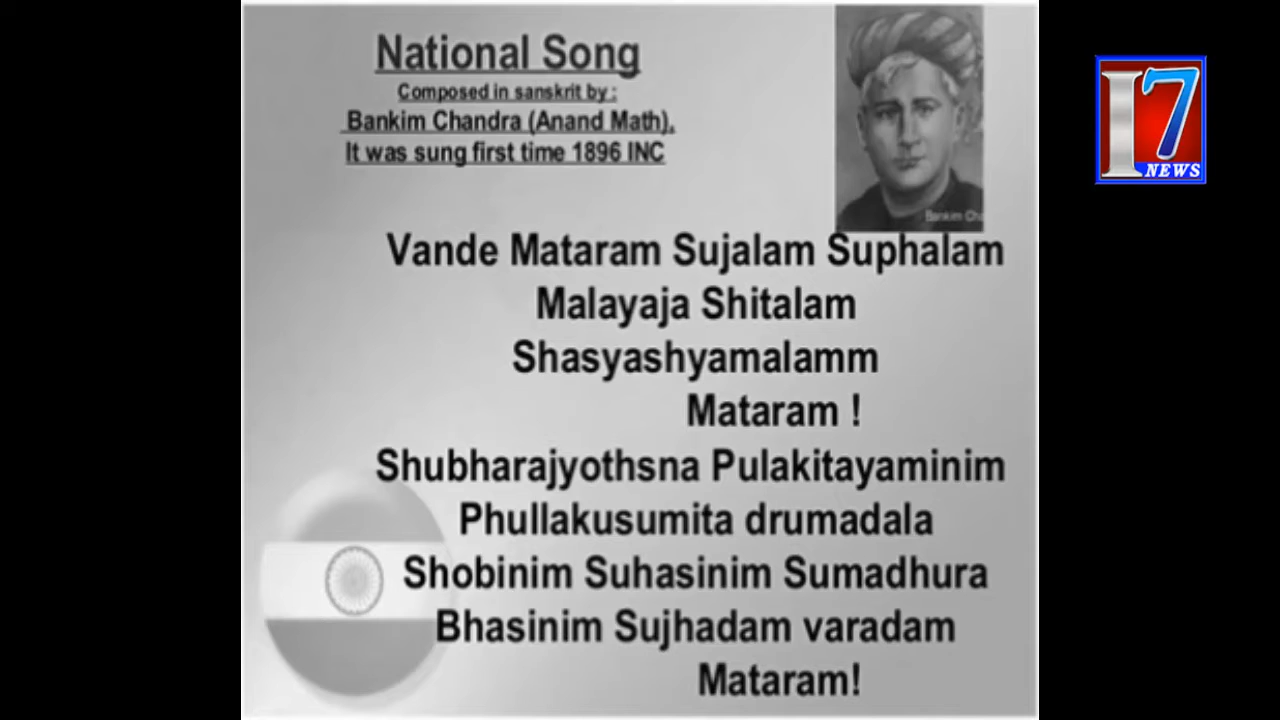 National Song
Composed in sanskrit by :
Bankim Chandra (Anand Math),
It was sung first time 1896 INC
Bankim Cha
Vande Mataram Sujalam Suphalam
Malayaja Shitalam
Shasyashyamalamm
Mataram !
Shubharajyothsna Pulakitayaminim
Phullakusumita drumadala
Shobinim Suhasinim Sumadhura
Bhasinim Sujhadam varadam
Mataram!
I7
NEWS